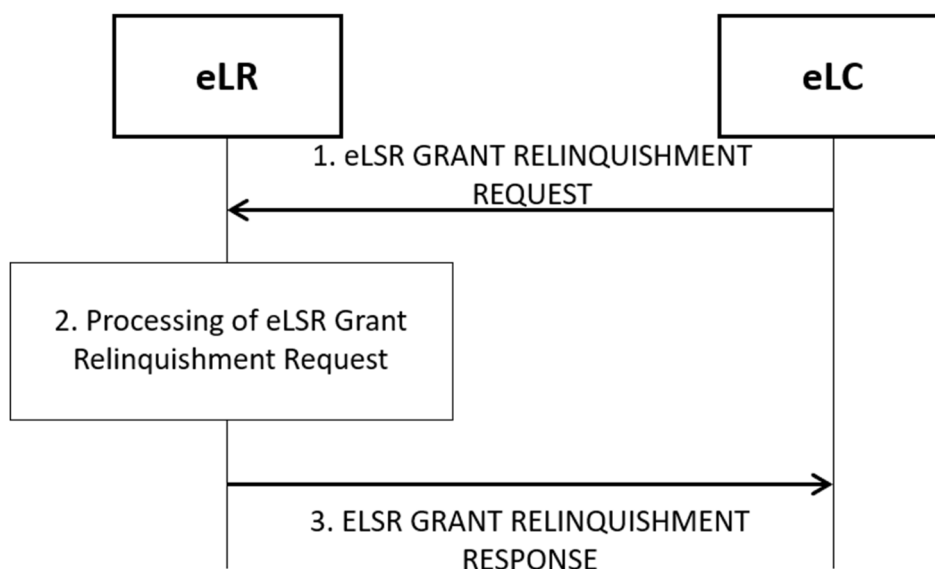 eLR
eLC
1. eLSR GRANT RELINQUISHMENT
REQUEST
2. Processing of eLSR Grant
Relinquishment Request
3. ELSR GRANT RELINQUISHMENT
RESPONSE